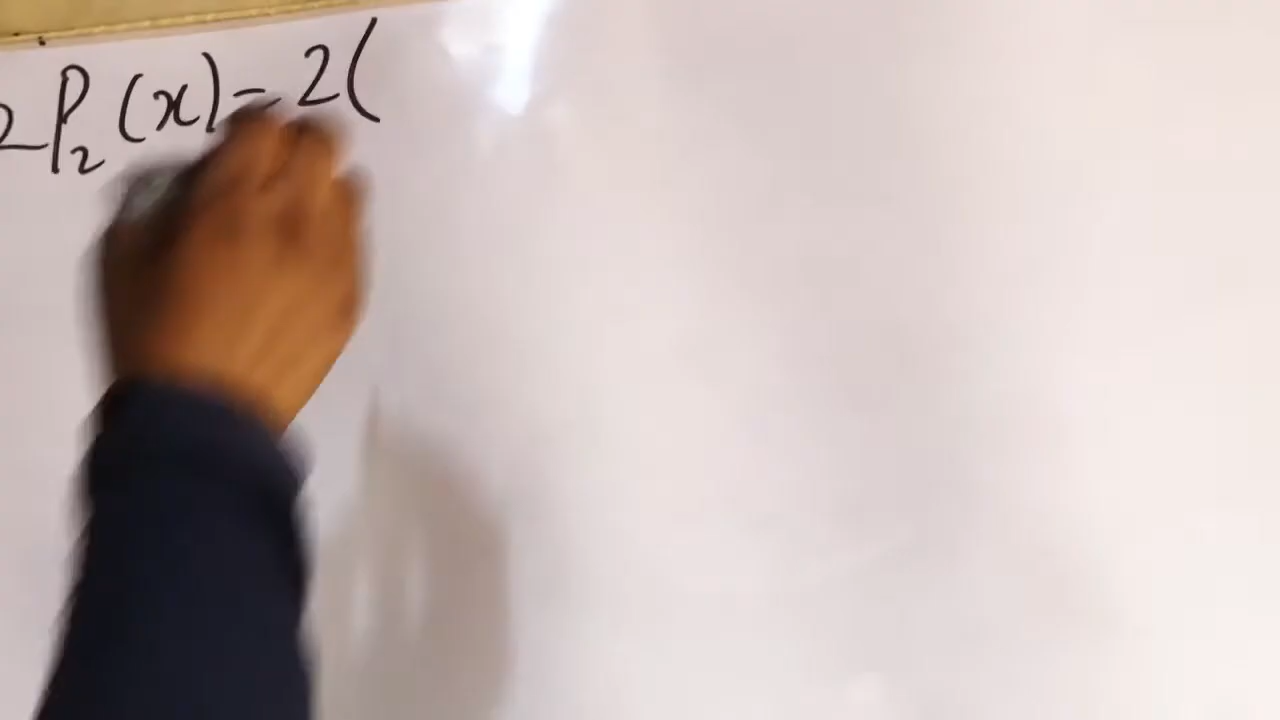 2P₂(x) = 2(